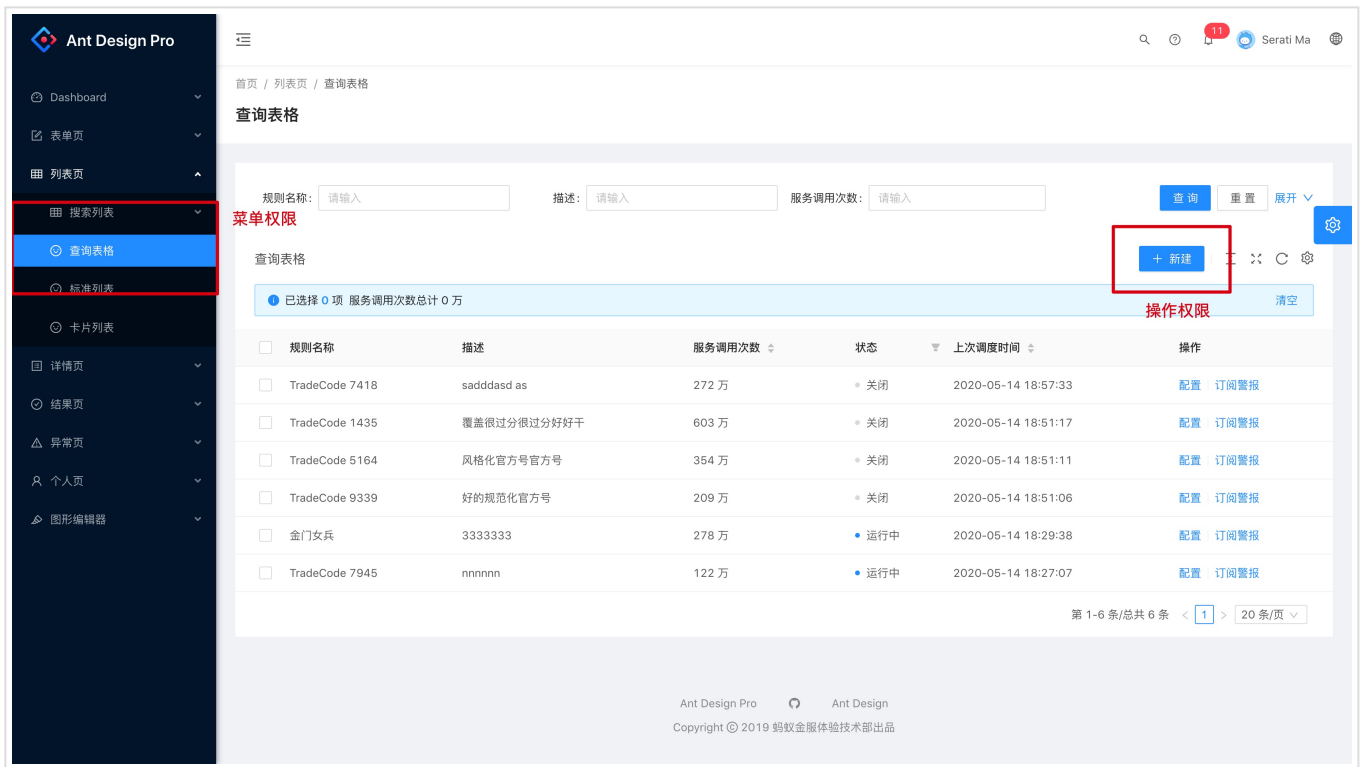 Ant Design Pro
11
Serati Ma
Dashboard
表单页
列表页
搜索列表
查询表格
标准列表
卡片列表
详情页
结果页
异常页
个人页
图形编辑器
菜单权限
首页 / 列表页 / 查询表格
查询表格
规则名称: 请输入 描述: 请输入 服务调用次数: 请输入 查 询 重 置 展开
查询表格 + 新建
操作权限
已选择 0 项 服务调用次数总计 0 万 清空
规则名称 描述 服务调用次数 状态 上次调度时间 操作
TradeCode 7418 sadddasd as 272 万 关闭 2020-05-14 18:57:33 配置 订阅警报
TradeCode 1435 覆盖很过分很过分好好干 603 万 关闭 2020-05-14 18:51:17 配置 订阅警报
TradeCode 5164 风格化官方号官方号 354 万 关闭 2020-05-14 18:51:11 配置 订阅警报
TradeCode 9339 好的规范化官方号 209 万 关闭 2020-05-14 18:51:06 配置 订阅警报
金门女兵 3333333 278 万 运行中 2020-05-14 18:29:38 配置 订阅警报
TradeCode 7945 nnnnnn 122 万 运行中 2020-05-14 18:27:07 配置 订阅警报
第 1-6 条/总共 6 条 < 1 > 20 条/页
Ant Design Pro Ant Design
Copyright © 2019 蚂蚁金服体验技术部出品